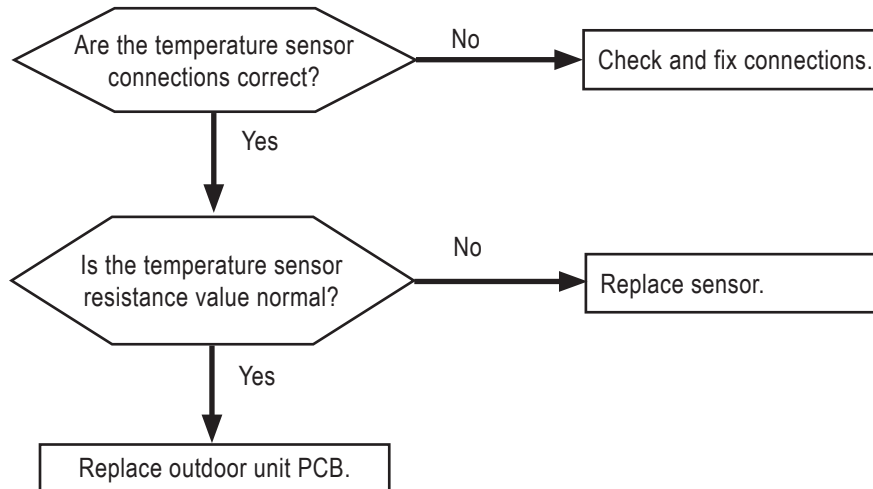 Are the temperature sensor
connections correct?
No
Check and fix connections.
Yes
Is the temperature sensor
resistance value normal?
No
Replace sensor.
Yes
Replace outdoor unit PCB.